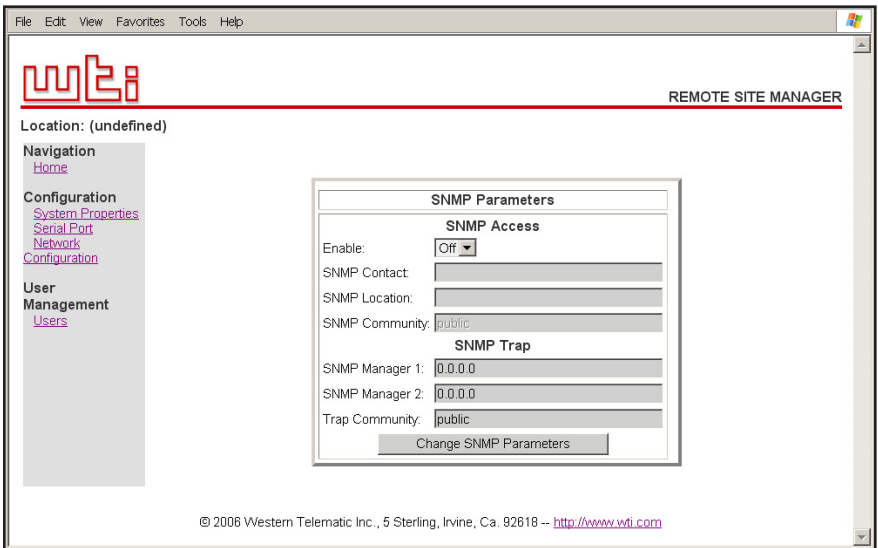 File Edit View Favorites Tools Help
wti
REMOTE SITE MANAGER
Location: (undefined)
Navigation
Home
Configuration
System Properties
Serial Port
Network
Configuration
User
Management
Users
SNMP Parameters
SNMP Access
Enable: Off
SNMP Contact:
SNMP Location:
SNMP Community: public
SNMP Trap
SNMP Manager 1: 0.0.0.0
SNMP Manager 2: 0.0.0.0
Trap Community: public
Change SNMP Parameters
© 2006 Western Telematic Inc., 5 Sterling, Irvine, Ca. 92618 -- http://www.wti.com